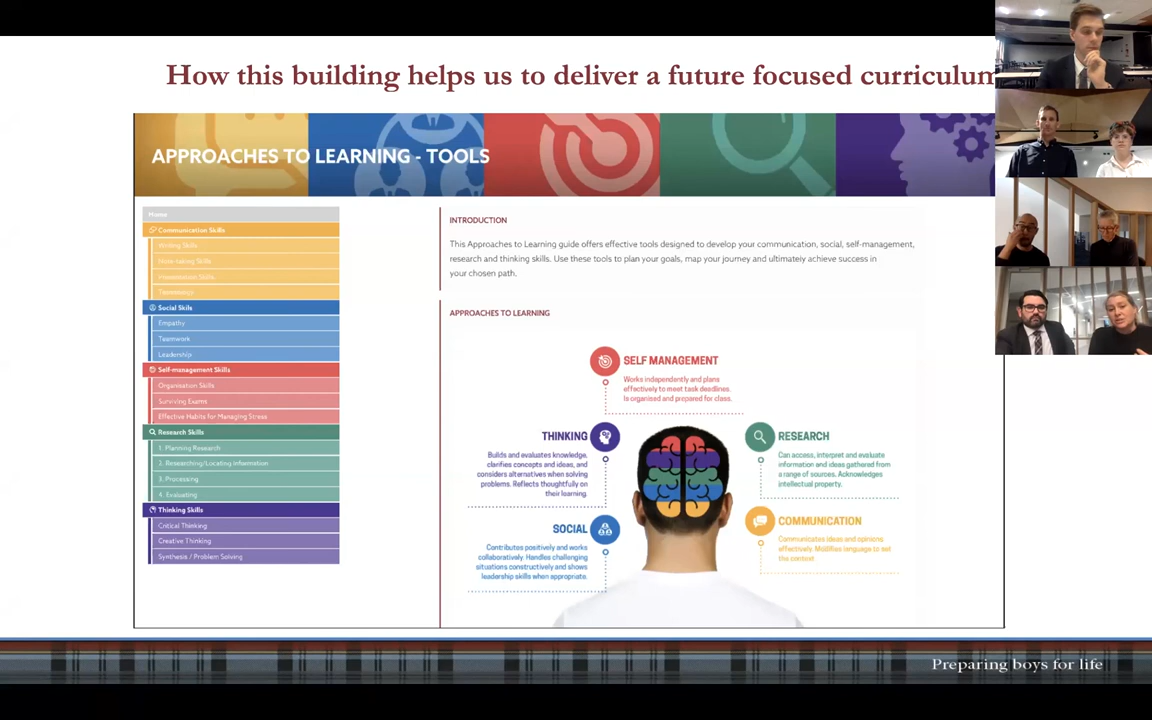 How this building helps us to deliver a future focused curriculum
APPROACHES TO LEARNING - TOOLS
Home
Communication Skills
Writing Skills
Note-taking Skills
Presentation Skills
Social Skills
Empathy
Teamwork
Leadership
Self-management Skills
Organisation Skills
Surviving Exams
Effective Habits for Managing Stress
Research Skills
1. Planning Research
2. Researching/Locating Information
3. Processing
4. Evaluating
Thinking Skills
Critical Thinking
Creative Thinking
Synthesis / Problem Solving
INTRODUCTION
This Approaches to Learning guide offers effective tools designed to develop your communication, social, self-management,
research and thinking skills. Use these tools to plan your goals, map your journey and ultimately achieve success in
your chosen path.
APPROACHES TO LEARNING
SELF MANAGEMENT
Works independently and plans
effectively to meet task deadlines.
Is organised and prepared for class.
THINKING
Builds and evaluates knowledge,
clarifies concepts and ideas, and
considers alternatives when solving
problems. Reflects thoughtfully on
their learning.
RESEARCH
Can access, interpret and evaluate
information and ideas gathered from
a range of sources. Acknowledges
intellectual property.
SOCIAL
Contributes positively and works
collaboratively. Handles challenging
situations constructively and shows
leadership skills when appropriate.
COMMUNICATION
Communicates ideas and opinions
effectively. Modifies language to suit
the context.
Preparing boys for life